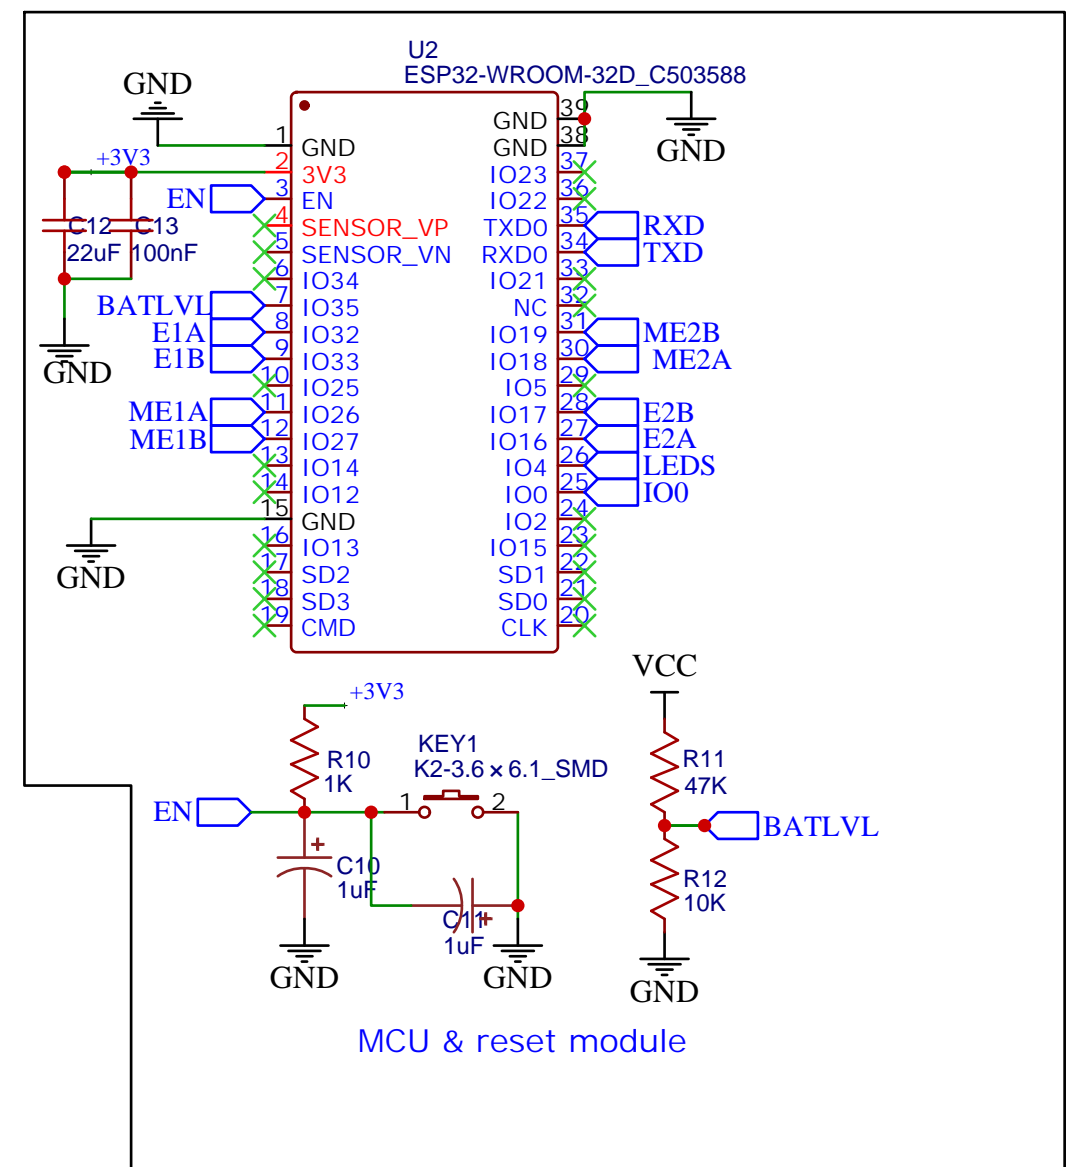 U2
ESP32-WROOM-32D_C503588
GND
GND
+3V3
C12
22uF
C13
100nF
GND
EN
BATLVL
E1A
E1B
ME1A
ME1B
GND
1 GND
2 3V3
3 EN
4 SENSOR_VP
5 SENSOR_VN
6 IO34
7 IO35
8 IO32
9 IO33
10 IO25
11 IO26
12 IO27
13 IO14
14 IO12
15 GND
16 IO13
17 SD2
18 SD3
19 CMD
GND 39
GND 38
IO23 37
IO22 36
TXD0 35
RXD0 34
IO21 33
NC 32
IO19 31
IO18 30
IO5 29
IO17 28
IO16 27
IO4 26
IO0 25
IO2 24
IO15 23
SD1 22
SD0 21
CLK 20
RXD
TXD
ME2B
ME2A
E2B
E2A
LEDS
IO0
+3V3
R10
1K
KEY1
K2-3.6×6.1_SMD
1 2
EN
+
C10
1uF
C11
+
1uF
GND
GND
VCC
R11
47K
BATLVL
R12
10K
GND
MCU & reset module